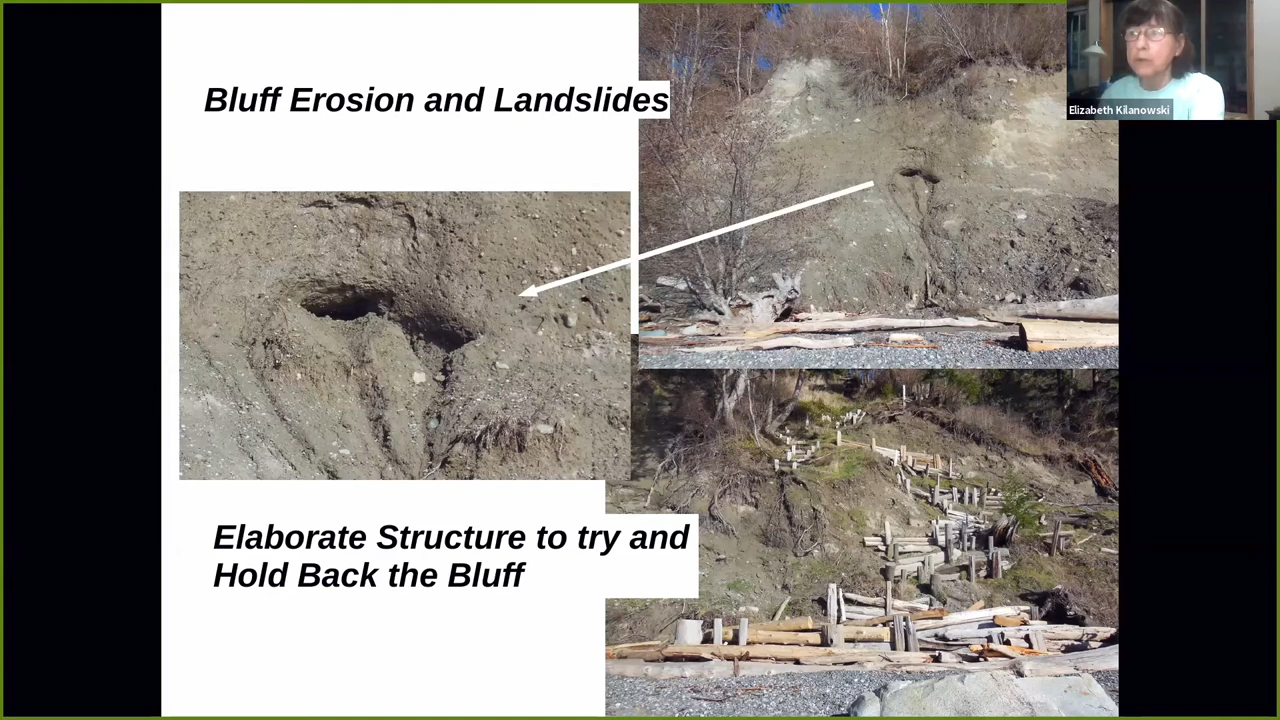 Bluff Erosion and Landslides
Elizabeth Kilanowski
Elaborate Structure to try and
Hold Back the Bluff